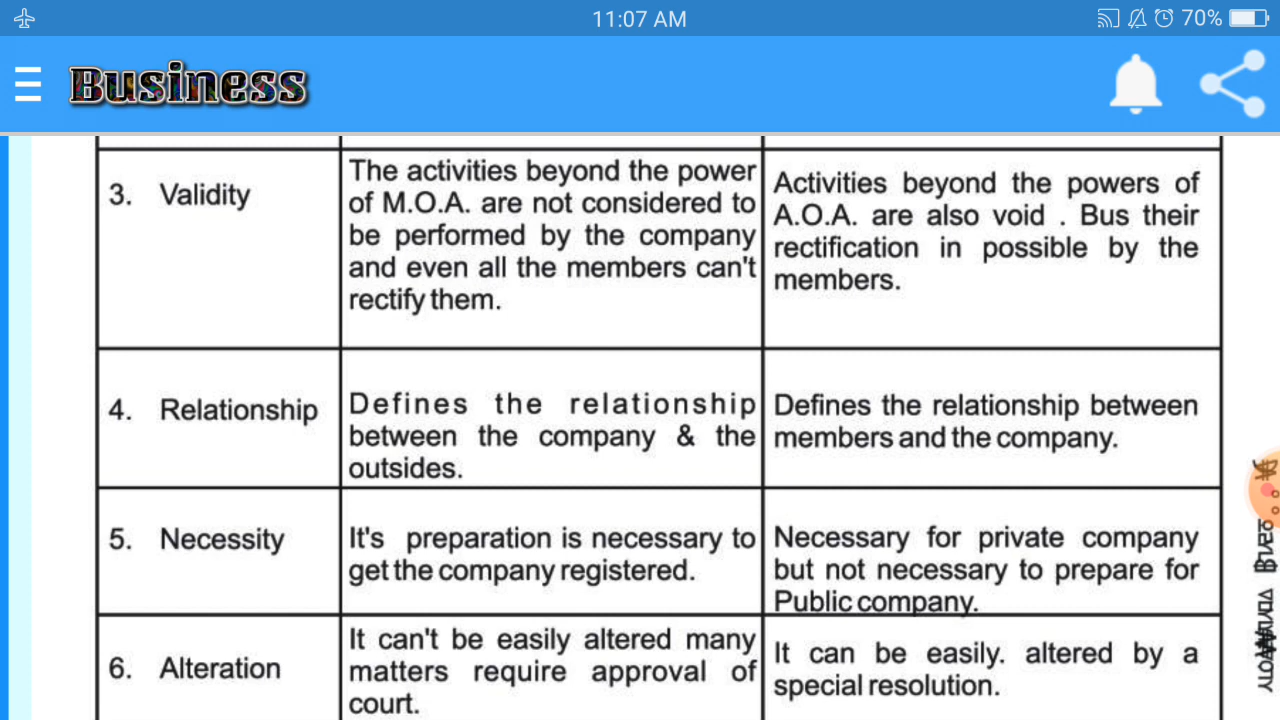 11:07 AM
70%
Business
3. Validity
The activities beyond the power
of M.O.A. are not considered to
be performed by the company
and even all the members can't
rectify them.
Activities beyond the powers of
A.O.A. are also void . Bus their
rectification in possible by the
members.
4. Relationship
Defines the relationship
between the company & the
outsides.
Defines the relationship between
members and the company.
5. Necessity
It's preparation is necessary to
get the company registered.
Necessary for private company
but not necessary to prepare for
Public company.
6. Alteration
It can't be easily altered many
matters require approval of
court.
It can be easily. altered by a
special resolution.